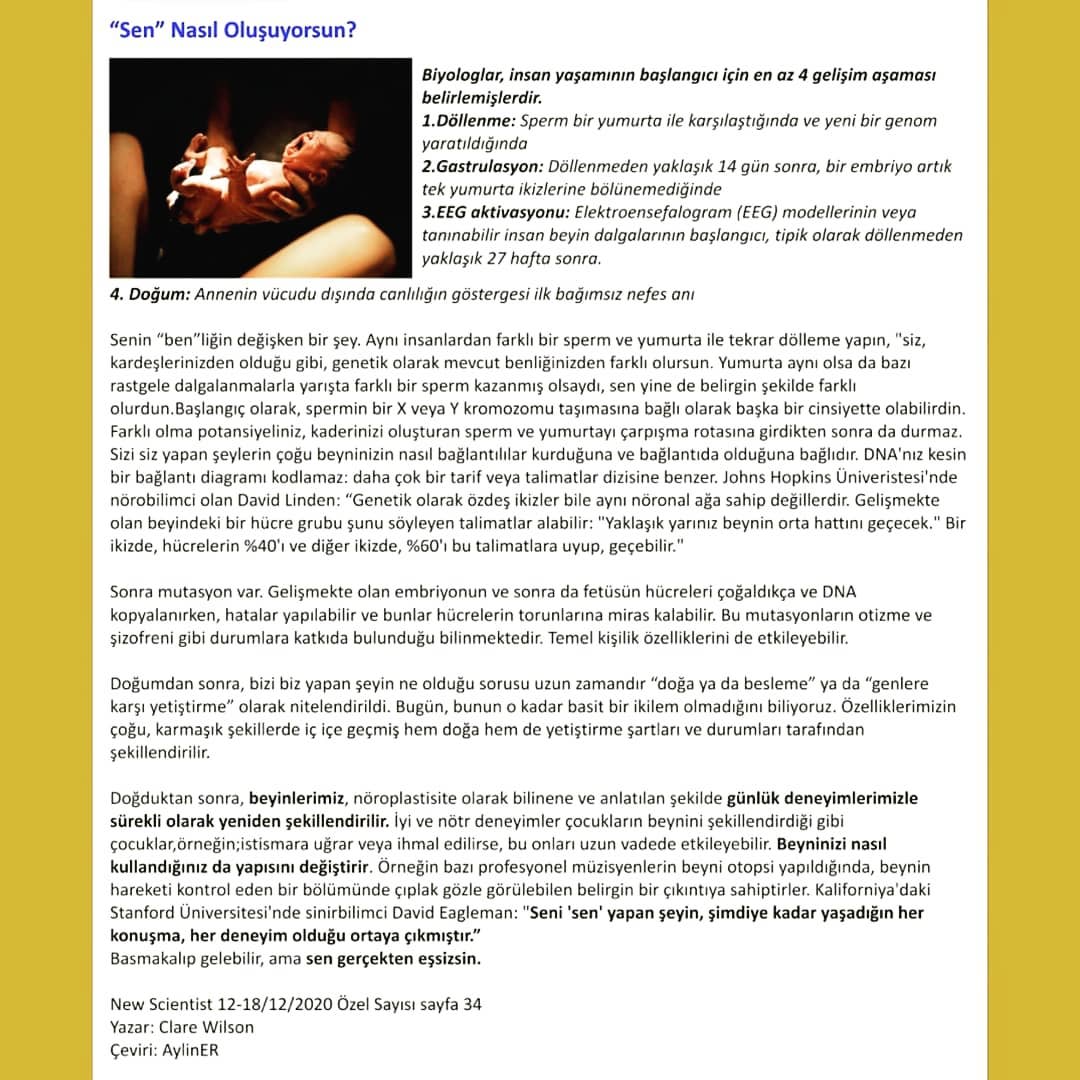 “Sen” Nasıl Oluşuyorsun?
Biyologlar, insan yaşamının başlangıcı için en az 4 gelişim aşaması
belirlemişlerdir.
1.Döllenme: Sperm bir yumurta ile karşılaştığında ve yeni bir genom
yaratıldığında
2.Gastrulasyon: Döllenmeden yaklaşık 14 gün sonra, bir embriyo artık
tek yumurta ikizlerine bölünemediğinde
3.EEG aktivasyonu: Elektroensefalogram (EEG) modellerinin veya
tanınabilir insan beyin dalgalarının başlangıcı, tipik olarak döllenmeden
yaklaşık 27 hafta sonra.
4. Doğum: Annenin vücudu dışında canlılığın göstergesi ilk bağımsız nefes anı
Senin “ben”liğin değişken bir şey. Aynı insanlardan farklı bir sperm ve yumurta ile tekrar dölleme yapın, "siz,
kardeşlerinizden olduğu gibi, genetik olarak mevcut benliğinizden farklı olursun. Yumurta aynı olsa da bazı
rastgele dalgalanmalarla yarışta farklı bir sperm kazanmış olsaydı, sen yine de belirgin şekilde farklı
olurdun.Başlangıç olarak, spermin bir X veya Y kromozomu taşımasına bağlı olarak başka bir cinsiyette olabilirdin.
Farklı olma potansiyeliniz, kaderinizi oluşturan sperm ve yumurtayı çarpışma rotasına girdikten sonra da durmaz.
Sizi siz yapan şeylerin çoğu beyninizin nasıl bağlantılılar kurduğuna ve bağlantıda olduğuna bağlıdır. DNA'nız kesin
bir bağlantı diagramı kodlamaz: daha çok bir tarif veya talimatlar dizisine benzer. Johns Hopkins Üniveristesi'nde
nörobilimci olan David Linden: “Genetik olarak özdeş ikizler bile aynı nöronal ağa sahip değillerdir. Gelişmekte
olan beyindeki bir hücre grubu şunu söyleyen talimatlar alabilir: "Yaklaşık yarınız beynin orta hattını geçecek." Bir
ikizde, hücrelerin %40'ı ve diğer ikizde, %60'ı bu talimatlara uyup, geçebilir."
Sonra mutasyon var. Gelişmekte olan embriyonun ve sonra da fetüsün hücreleri çoğaldıkça ve DNA
kopyalanırken, hatalar yapılabilir ve bunlar hücrelerin torunlarına miras kalabilir. Bu mutasyonların otizme ve
şizofreni gibi durumlara katkıda bulunduğu bilinmektedir. Temel kişilik özelliklerini de etkileyebilir.
Doğumdan sonra, bizi biz yapan şeyin ne olduğu sorusu uzun zamandır “doğa ya da besleme” ya da “genlere
karşı yetiştirme” olarak nitelendirildi. Bugün, bunun o kadar basit bir ikilem olmadığını biliyoruz. Özelliklerimizin
çoğu, karmaşık şekillerde iç içe geçmiş hem doğa hem de yetiştirme şartları ve durumları tarafından
şekillendirilir.
Doğduktan sonra, beyinlerimiz, nöroplastisite olarak bilinene ve anlatılan şekilde günlük deneyimlerimizle
sürekli olarak yeniden şekillendirilir. İyi ve nötr deneyimler çocukların beynini şekillendirdiği gibi
çocuklar,örneğin;istismara uğrar veya ihmal edilirse, bu onları uzun vadede etkileyebilir. Beyninizi nasıl
kullandığınız da yapısını değiştirir. Örneğin bazı profesyonel müzisyenlerin beyni otopsi yapıldığında, beynin
hareketi kontrol eden bir bölümünde çıplak gözle görülebilen belirgin bir çıkıntıya sahiptirler. Kaliforniya'daki
Stanford Üniversitesi'nde sinirbilimci David Eagleman: "Seni 'sen' yapan şeyin, şimdiye kadar yaşadığın her
konuşma, her deneyim olduğu ortaya çıkmıştır.”
Basmakalıp gelebilir, ama sen gerçekten eşsizsin.
New Scientist 12-18/12/2020 Özel Sayısı sayfa 34
Yazar: Clare Wilson
Çeviri: AylinER